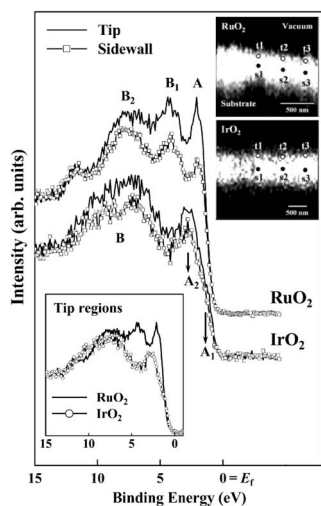 Tip
Sidewall
B₂
B₁
A
RuO₂
Vacuum
t1
t2
t3
s1
s2
s3
Substrate
500 nm
IrO₂
t1
t2
t3
s1
s2
s3
500 nm
Intensity (arb. units)
B
A₂
A₁
RuO₂
IrO₂
Tip regions
RuO₂
IrO₂
15
10
5
0
15
10
5
0 = E_f
Binding Energy (eV)